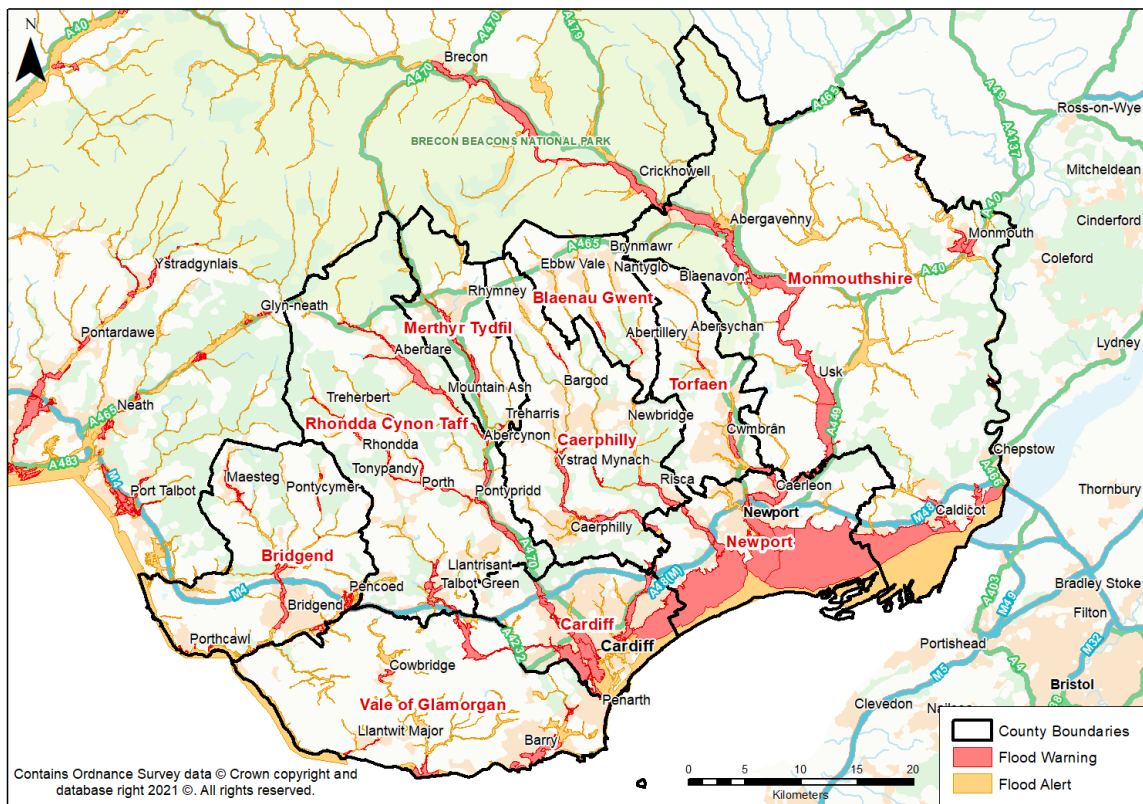 N
A40
A470
A470
A479
A465
A49
A4137
Brecon
Ross-on-Wye
BRECON BEACONS NATIONAL PARK
Mitcheldean
Crickhowell
A40
Cinderford
Abergavenny
Monmouth
Coleford
A465
Brynmawr
Ystradgynlais
Ebbw Vale
Nantyglo
A40
Blaenavon
Monmouthshire
Rhymney
Blaenau Gwent
Glyn-neath
Pontardawe
Merthyr Tydfil
Abertillery
Abersychan
Lydney
Aberdare
Usk
Bargod
Torfaen
Mountain Ash
Neath
Treherbert
Treharris
Newbridge
A465
Rhondda Cynon Taff
Abercynon
Cwmbrân
A449
Caerphilly
Rhondda
Chepstow
A483
Ystrad Mynach
Tonypandy
A466
M4
Maesteg
Porth
Risca
Caerleon
Port Talbot
Pontycymer
Pontypridd
Thornbury
Newport
M48
Caldicot
Caerphilly
Newport
Bridgend
A470
Llantrisant
A48(M)
Talbot Green
Pencoed
M4
A403
M49
Bradley Stoke
Bridgend
Filton
Cardiff
Porthcawl
A4232
Cardiff
Portishead
M32
Cowbridge
A4
M5
Bristol
Vale of Glamorgan
Penarth
Clevedon
Llantwit Major
Barry
County Boundaries
Flood Warning
Flood Alert
Contains Ordnance Survey data © Crown copyright and
database right 2021 ©. All rights reserved.
0 5 10 15 20
Kilometers